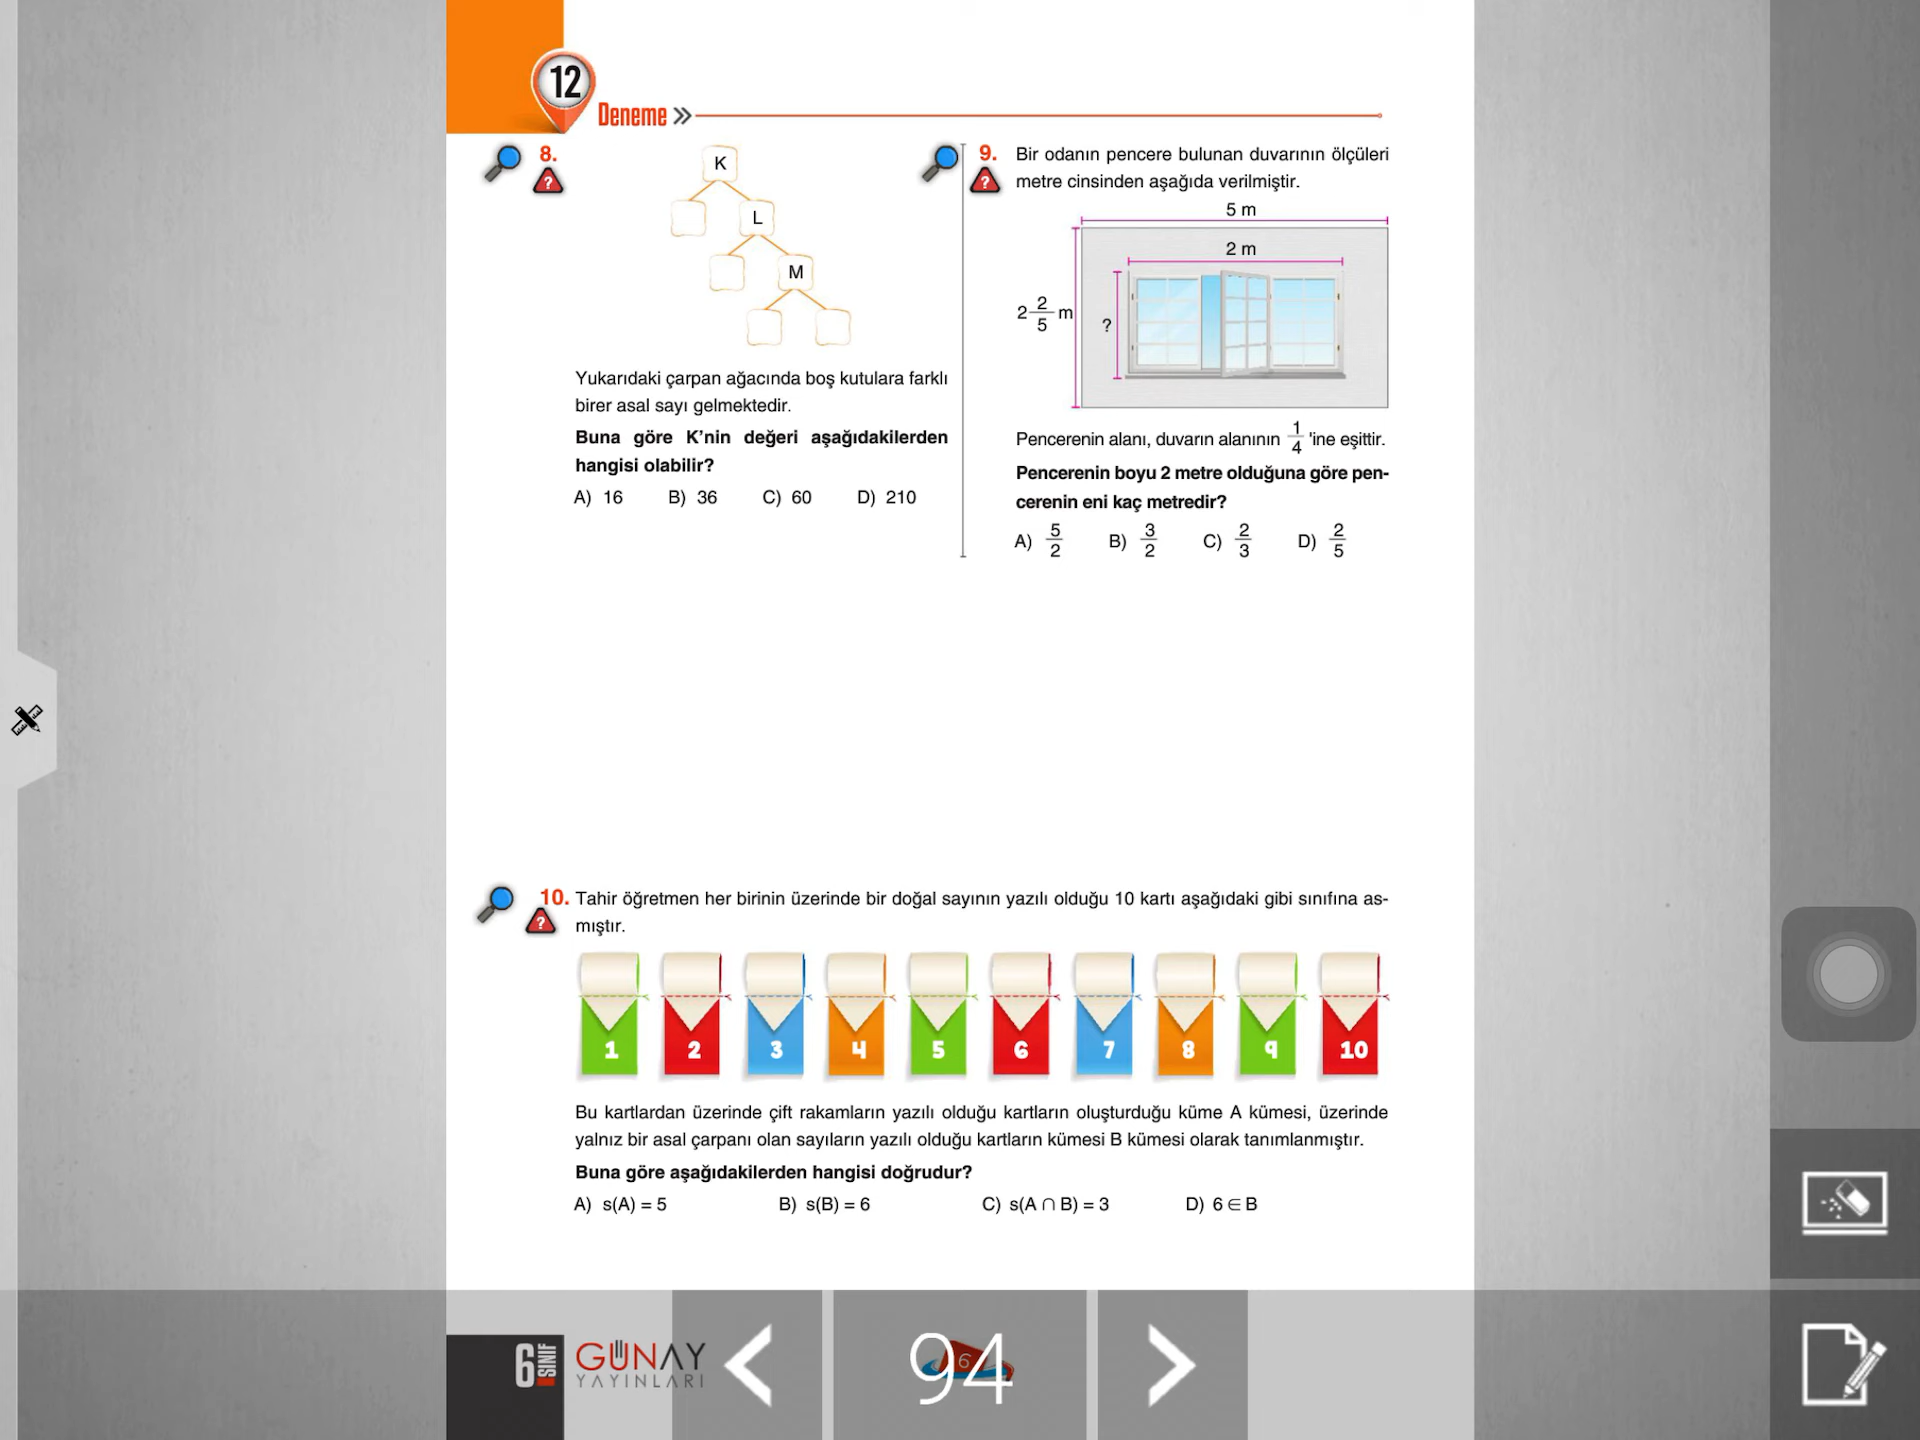 12
Deneme »
8.
K
L
M
Yukarıdaki çarpan ağacında boş kutulara farklı
birer asal sayı gelmektedir.
Buna göre K'nin değeri aşağıdakilerden
hangisi olabilir?
A) 16 B) 36 C) 60 D) 210
9. Bir odanın pencere bulunan duvarının ölçüleri
metre cinsinden aşağıda verilmiştir.
5 m
2 m
2 2/5 m
?
Pencerenin alanı, duvarın alanının 1/4 'ine eşittir.
Pencerenin boyu 2 metre olduğuna göre pen-
cerenin eni kaç metredir?
A) 5/2 B) 3/2 C) 2/3 D) 2/5
10. Tahir öğretmen her birinin üzerinde bir doğal sayının yazılı olduğu 10 kartı aşağıdaki gibi sınıfına as-
mıştır.
1 2 3 4 5 6 7 8 9 10
Bu kartlardan üzerinde çift rakamların yazılı olduğu kartların oluşturduğu küme A kümesi, üzerinde
yalnız bir asal çarpanı olan sayıların yazılı olduğu kartların kümesi B kümesi olarak tanımlanmıştır.
Buna göre aşağıdakilerden hangisi doğrudur?
A) s(A) = 5 B) s(B) = 6 C) s(A ∩ B) = 3 D) 6 ∈ B
6 SINIF
GÜNAY
YAYINLARI
94
6